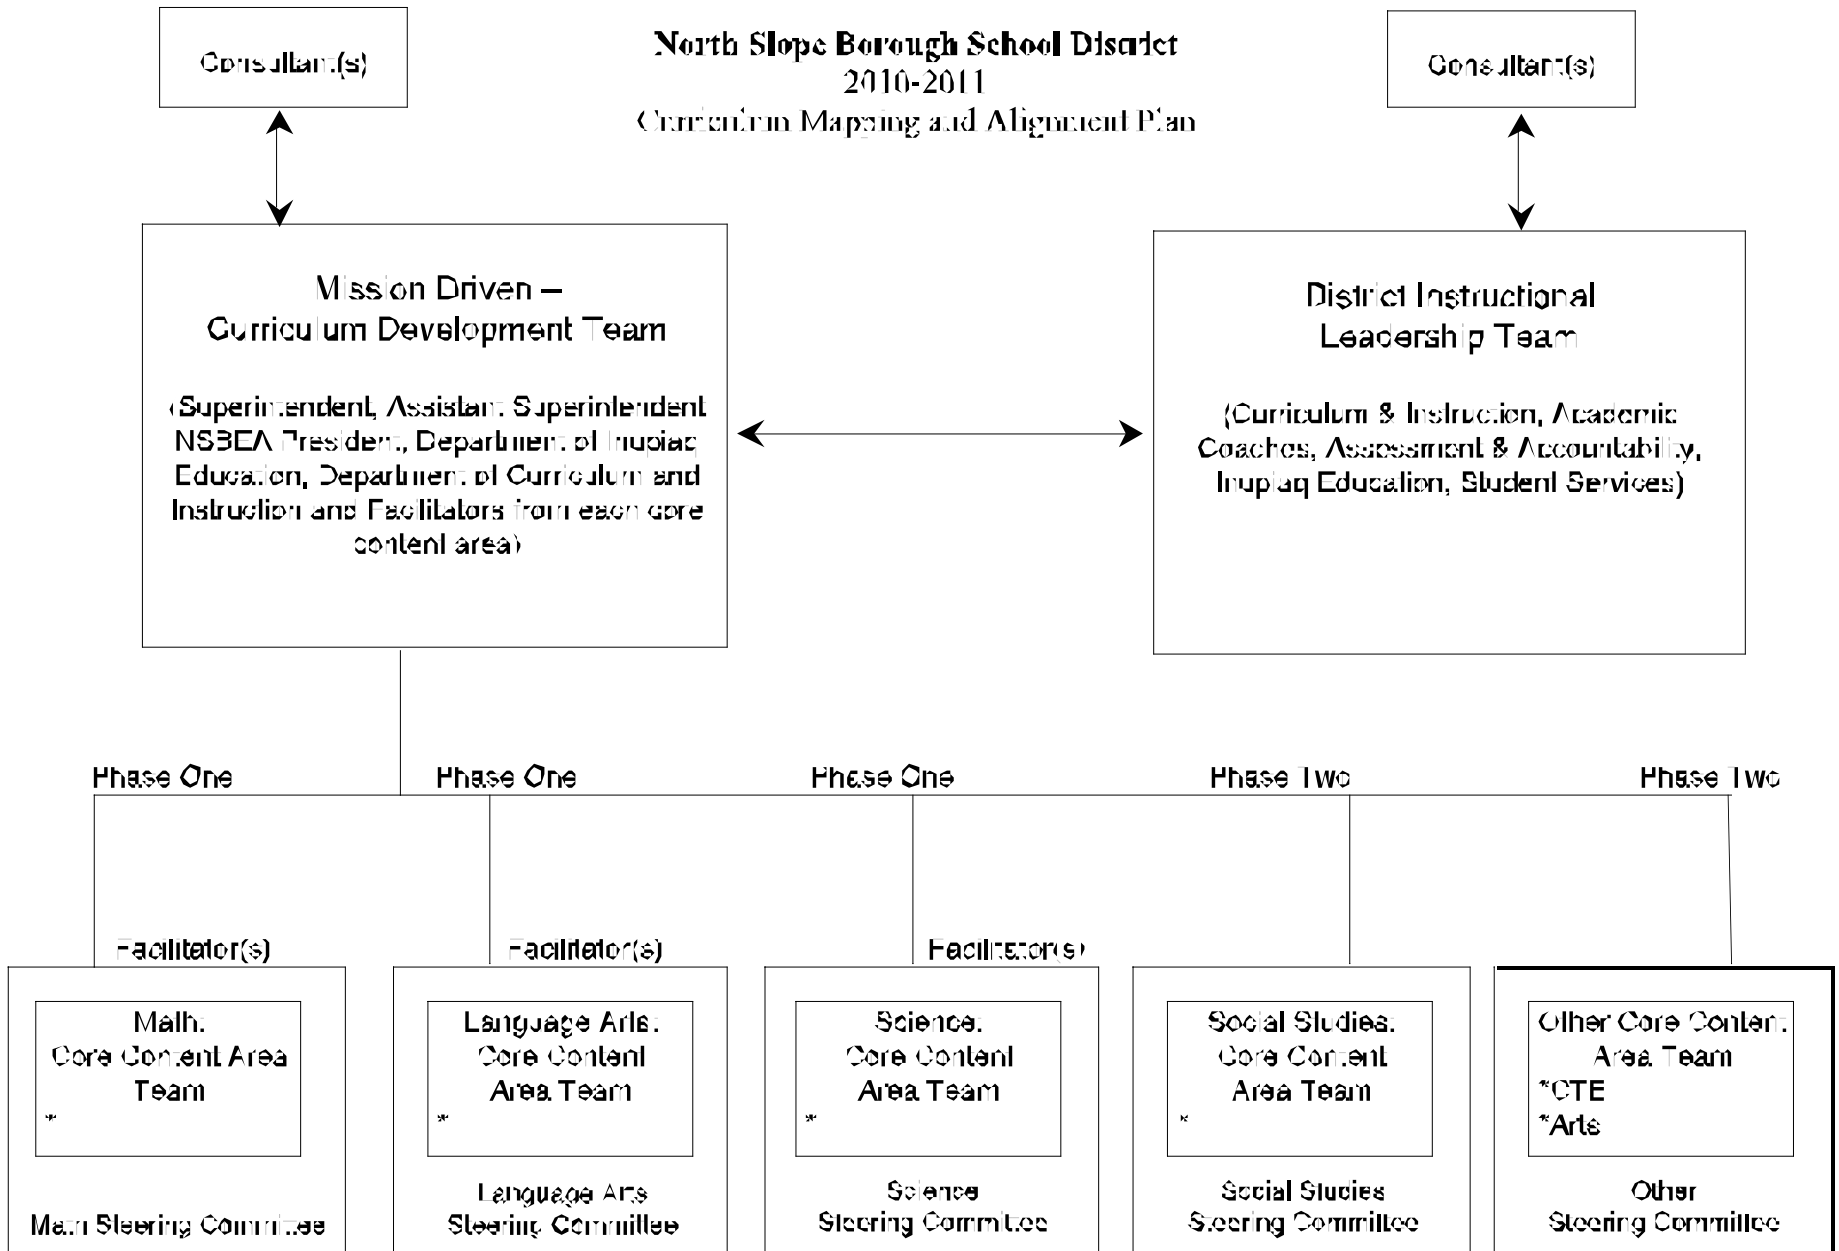 North Slope Borough School District
2010-2011
Curriculum Mapping and Alignment Plan
Consultant(s)
Consultant(s)
Mission Driven –
Curriculum Development Team
(Superintendent, Assistant Superintendent
NSBEA President, Department of Inupiaq
Education, Department of Curriculum and
Instruction and Facilitators from each core
content area)
District Instructional
Leadership Team
(Curriculum & Instruction, Academic
Coaches, Assessment & Accountability,
Inupiaq Education, Student Services)
Phase One
Phase One
Phase One
Phase Two
Phase Two
Facilitator(s)
Facilitator(s)
Facilitator(s)
Math:
Core Content Area
Team
*
Math Steering Committee
Language Arts:
Core Content
Area Team
*
Language Arts
Steering Committee
Science:
Core Content
Area Team
*
Science
Steering Committee
Social Studies:
Core Content
Area Team
*
Social Studies
Steering Committee
Other Core Content
Area Team
*CTE
*Arts
Other
Steering Committee